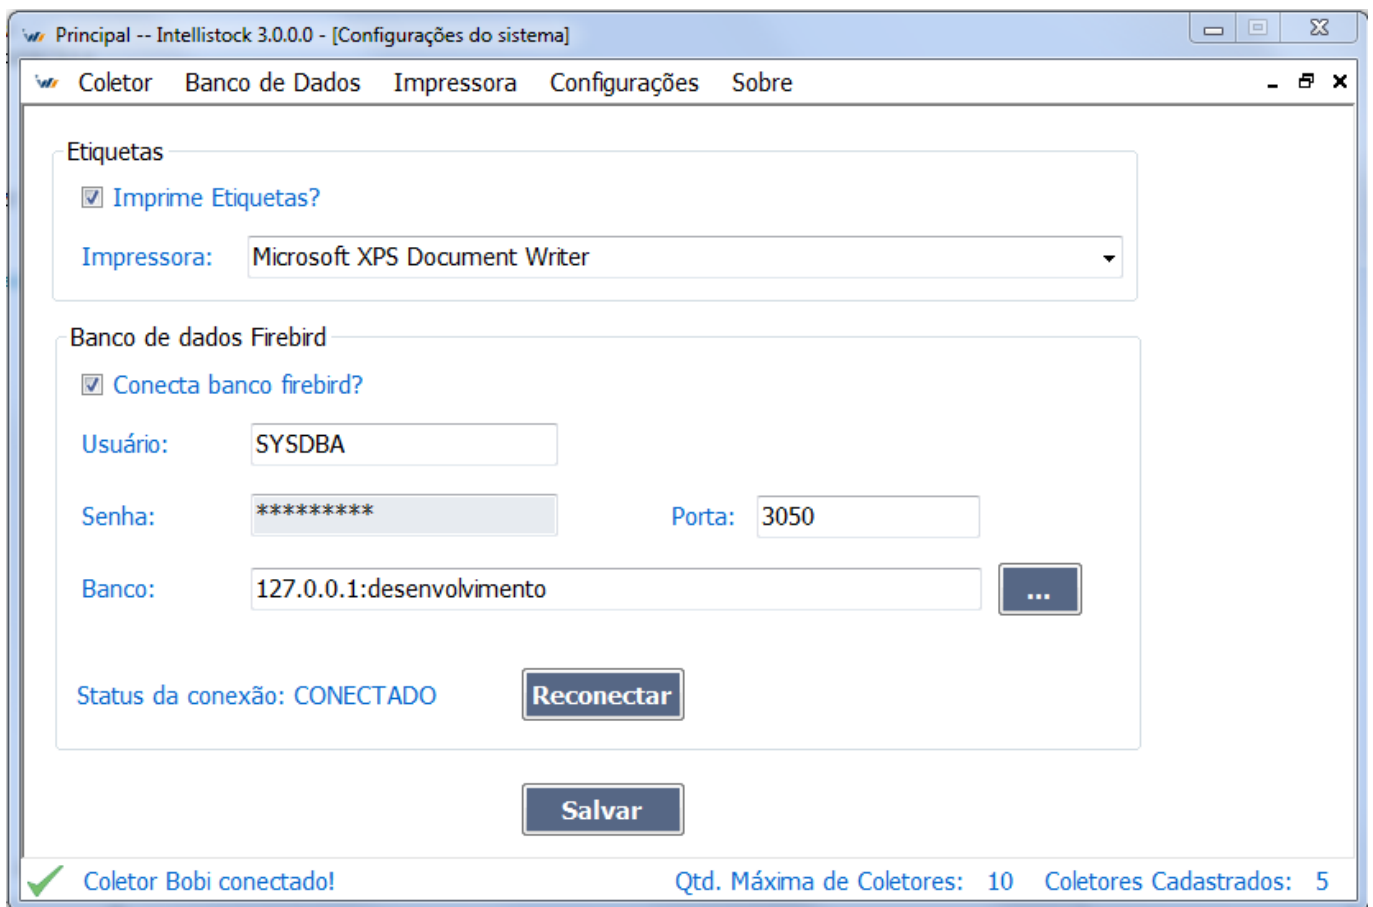 Principal -- Intellistock 3.0.0.0 - [Configurações do sistema]
Coletor Banco de Dados Impressora Configurações Sobre
Etiquetas
Imprime Etiquetas?
Impressora: Microsoft XPS Document Writer
Banco de dados Firebird
Conecta banco firebird?
Usuário: SYSDBA
Senha: ********* Porta: 3050
Banco: 127.0.0.1:desenvolvimento ...
Status da conexão: CONECTADO Reconectar
Salvar
Coletor Bobi conectado! Qtd. Máxima de Coletores: 10 Coletores Cadastrados: 5